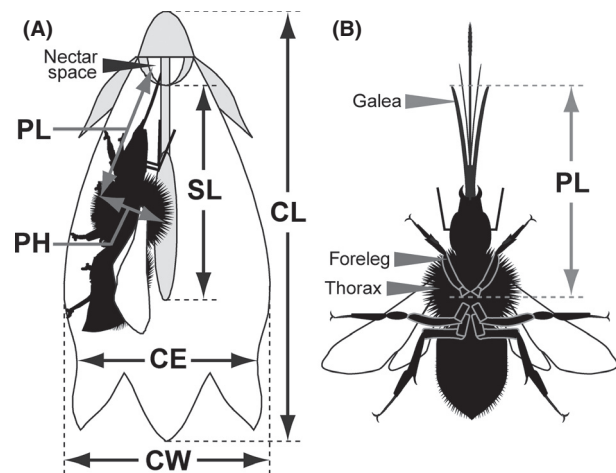 (A)
Nectar
space
PL
PH
SL
CL
CE
CW
(B)
Galea
PL
Foreleg
Thorax